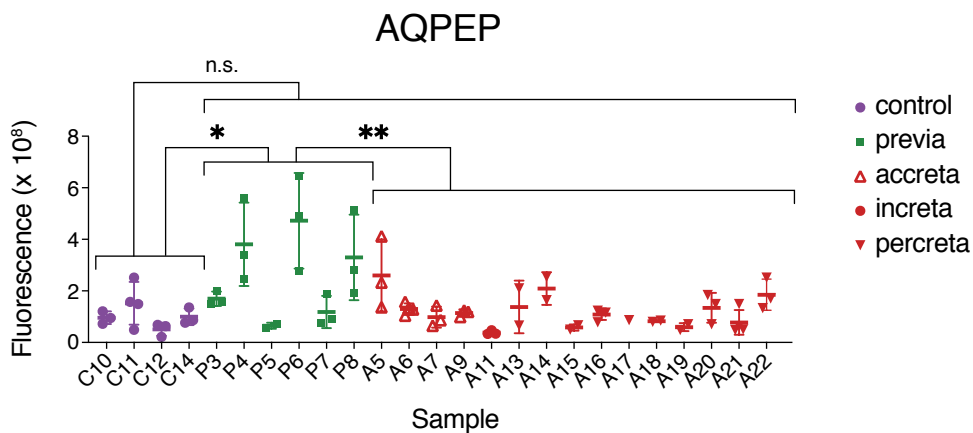 AQPEP
n.s.
*
**
Fluorescence (x 10⁸)
8
6
4
2
0
C10 C11 C12 C14 P3 P4 P5 P6 P7 P8 A5 A6 A7 A9 A11 A13 A14 A15 A16 A17 A18 A19 A20 A21 A22
Sample
control
previa
accreta
increta
percreta